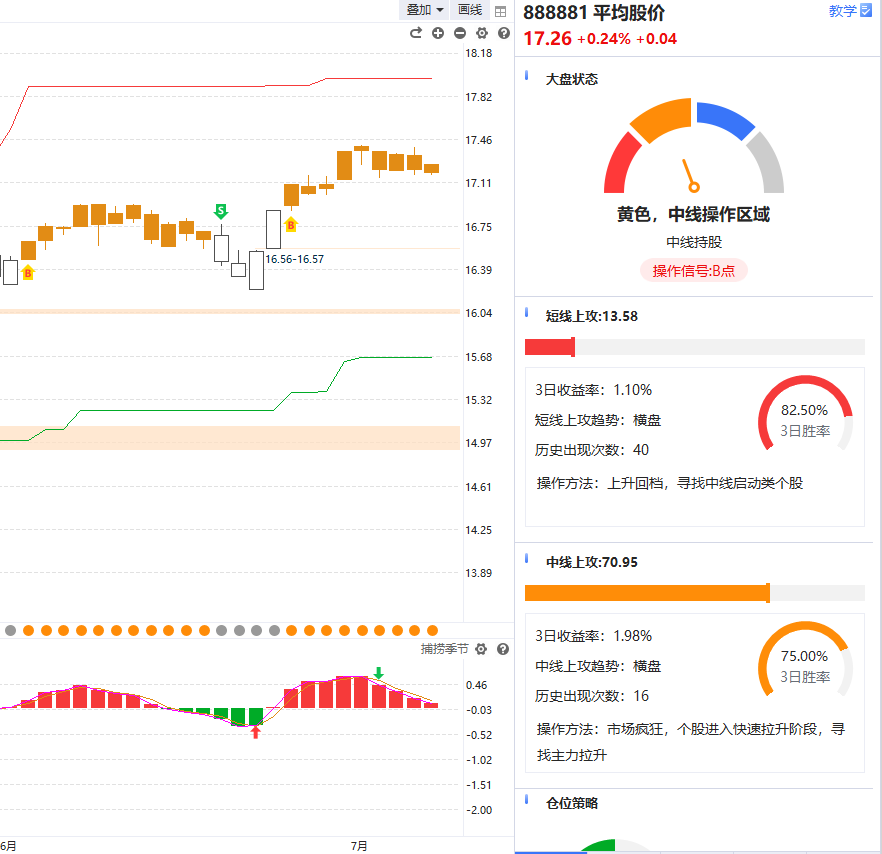 叠加 画线
888881 平均股价
教学
17.26 +0.24% +0.04
18.18
17.82
17.46
17.11
16.75
16.39
16.04
15.68
15.32
14.97
14.61
14.25
13.89
S
B
B
16.56-16.57
捕捞季节
0.46
-0.03
-0.52
-1.02
-1.51
-2.00
6月
7月
大盘状态
黄色，中线操作区域
中线持股
操作信号:B点
短线上攻:13.58
3日收益率：1.10%
短线上攻趋势：横盘
历史出现次数：40
82.50%
3日胜率
操作方法：上升回档，寻找中线启动类个股
中线上攻:70.95
3日收益率：1.98%
中线上攻趋势：横盘
历史出现次数：16
75.00%
3日胜率
操作方法：市场疯狂，个股进入快速拉升阶段，寻
找主力拉升
仓位策略